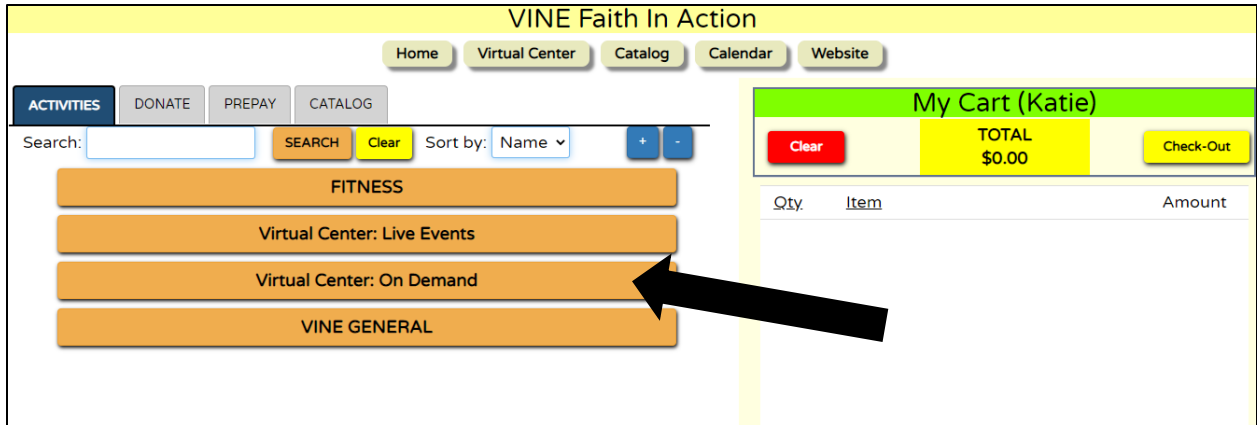 VINE Faith In Action
Home Virtual Center Catalog Calendar Website
ACTIVITIES DONATE PREPAY CATALOG
Search: SEARCH Clear Sort by: Name + -
FITNESS
Virtual Center: Live Events
Virtual Center: On Demand
VINE GENERAL
My Cart (Katie)
Clear TOTAL Check-Out
$0.00
Qty Item Amount